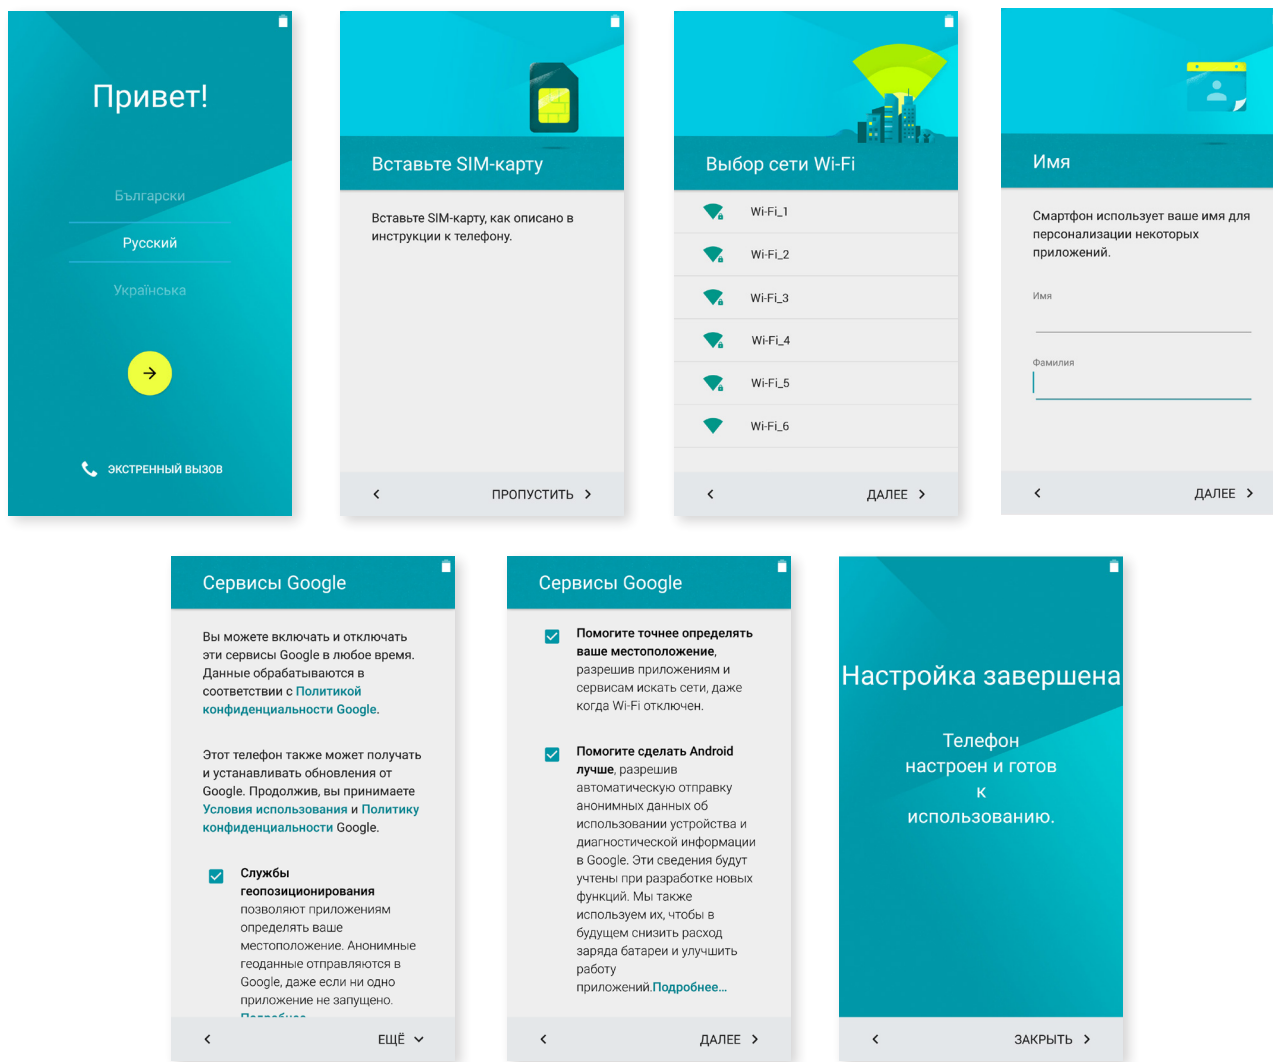 Привет!
Български
Русский
Українська
ЭКСТРЕННЫЙ ВЫЗОВ
Вставьте SIM-карту
Вставьте SIM-карту, как описано в
инструкции к телефону.
ПРОПУСТИТЬ
Выбор сети Wi-Fi
Wi-Fi_1
Wi-Fi_2
Wi-Fi_3
Wi-Fi_4
Wi-Fi_5
Wi-Fi_6
ДАЛЕЕ
Имя
Смартфон использует ваше имя для
персонализации некоторых
приложений.
Имя
Фамилия
ДАЛЕЕ
Сервисы Google
Вы можете включать и отключать
эти сервисы Google в любое время.
Данные обрабатываются в
соответствии с Политикой
конфиденциальности Google.
Этот телефон также может получать
и устанавливать обновления от
Google. Продолжив, вы принимаете
Условия использования и Политику
конфиденциальности Google.
Службы
геопозиционирования
позволяют приложениям
определять ваше
местоположение. Анонимные
геоданные отправляются в
Google, даже если ни одно
приложение не запущено.
ЕЩЁ
Сервисы Google
Помогите точнее определять
ваше местоположение,
разрешив приложениям и
сервисам искать сети, даже
когда Wi-Fi отключен.
Помогите сделать Android
лучше, разрешив
автоматическую отправку
анонимных данных об
использовании устройства и
диагностической информации
в Google. Эти сведения будут
учтены при разработке новых
функций. Мы также
используем их, чтобы в
будущем снизить расход
заряда батареи и улучшить
работу
приложений.Подробнее...
ДАЛЕЕ
Настройка завершена
Телефон
настроен и готов
к
использованию.
ЗАКРЫТЬ